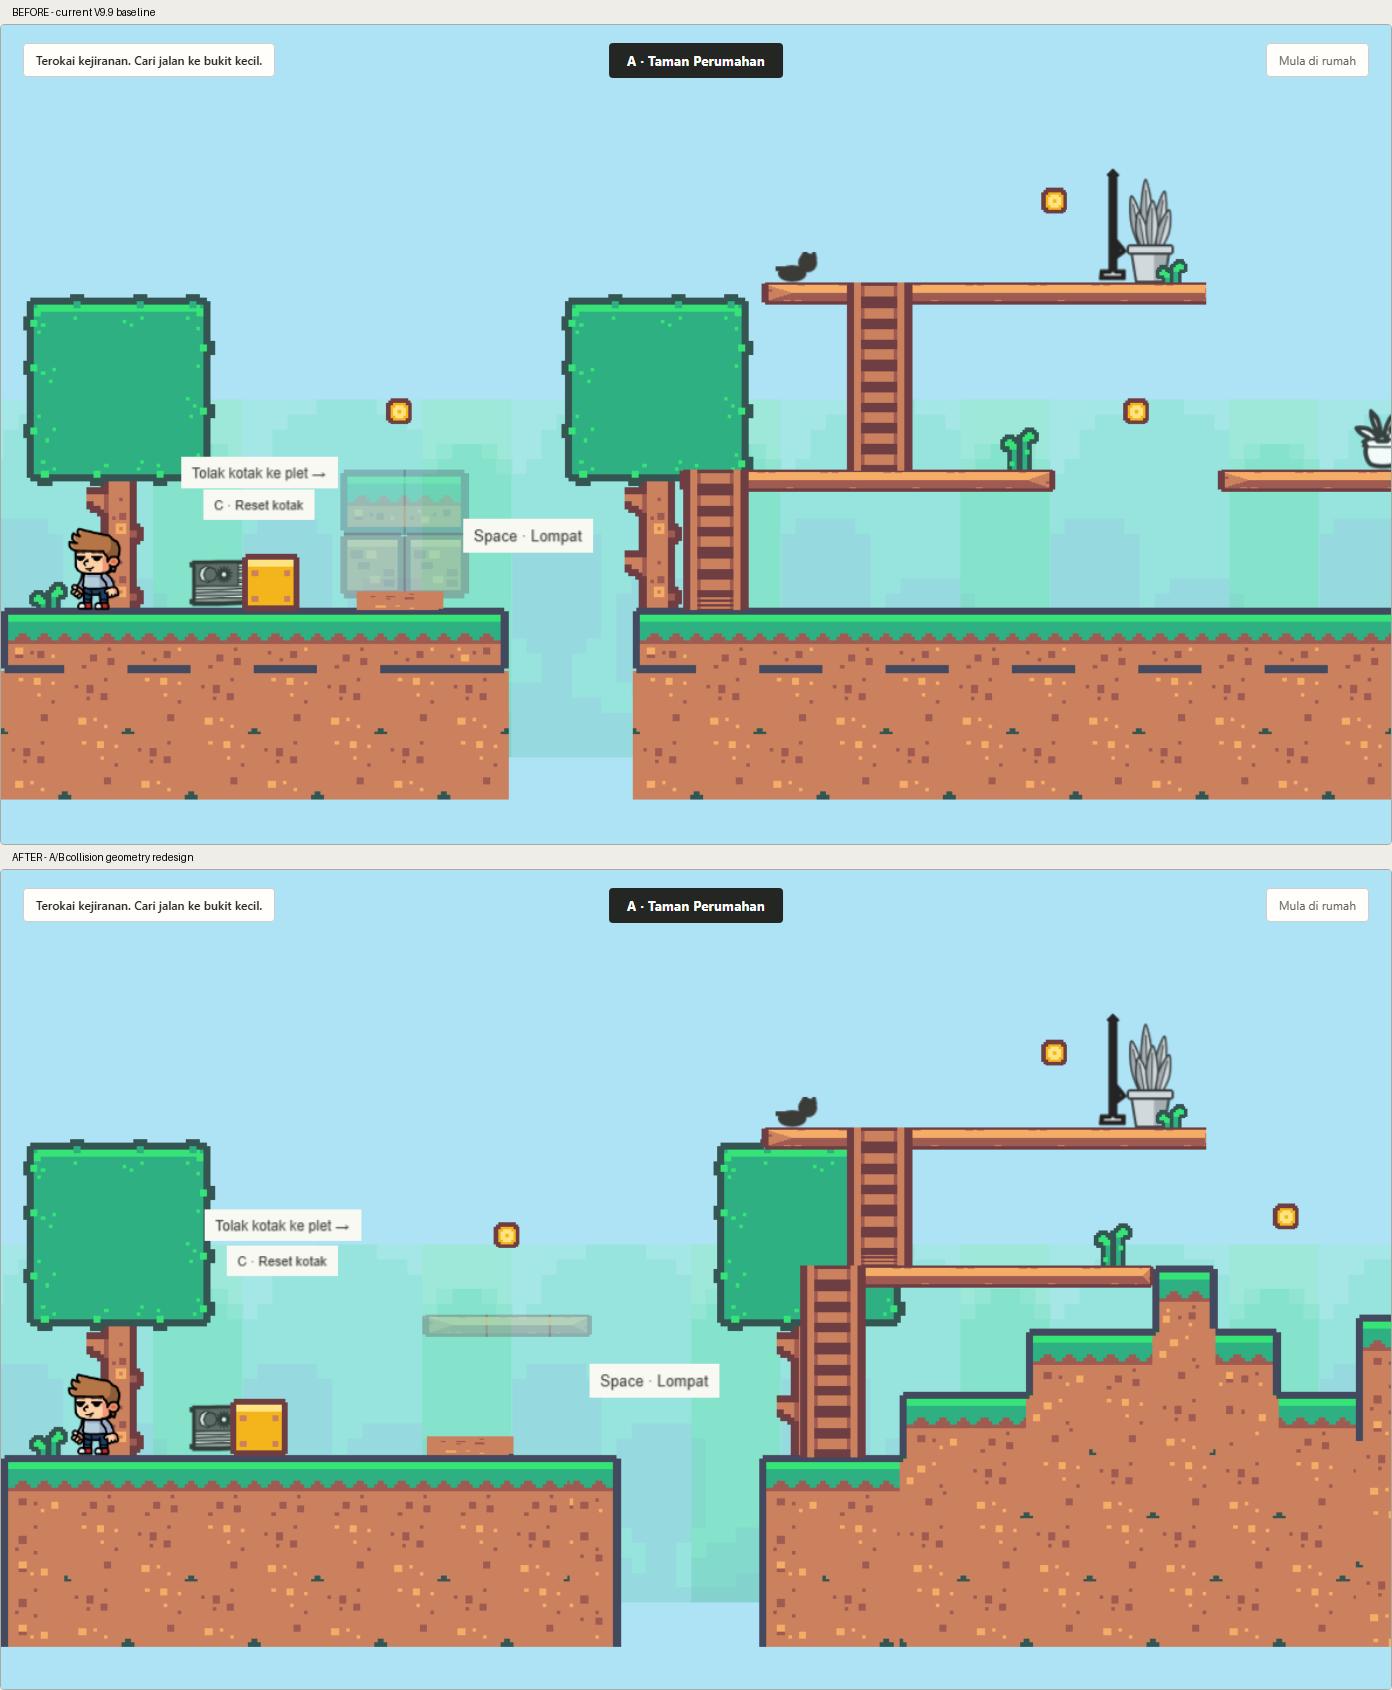 BEFORE - current V9.9 baseline
Terokai kejiranan. Cari jalan ke bukit kecil.
A · Taman Perumahan
Mula di rumah
Tolak kotak ke plet →
C · Reset kotak
Space · Lompat
AFTER - A/B collision geometry redesign
Terokai kejiranan. Cari jalan ke bukit kecil.
A · Taman Perumahan
Mula di rumah
Tolak kotak ke plet →
C · Reset kotak
Space · Lompat